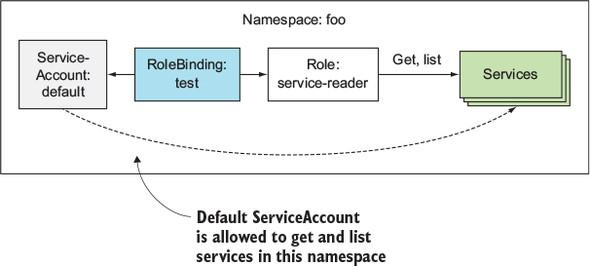 Namespace: foo
Service-
Account:
default
RoleBinding:
test
Role:
service-reader
Get, list
Services
Default ServiceAccount
is allowed to get and list
services in this namespace